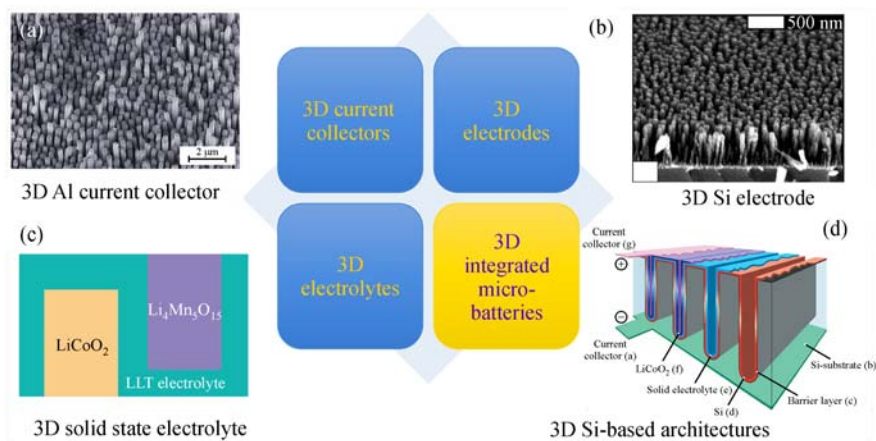 (a)
2 μm
3D Al current collector
3D current
collectors
3D
electrodes
(b)
500 nm
3D Si electrode
(c)
LiCoO2
Li4Mn5O15
LLT electrolyte
3D solid state electrolyte
3D
electrolytes
3D
integrated
micro-
batteries
(d)
Current
collector (g)
+
−
Current
collector (a)
LiCoO2 (f)
Solid electrolyte (e)
Si (d)
Barrier layer (c)
Si-substrate (b)
3D Si-based architectures